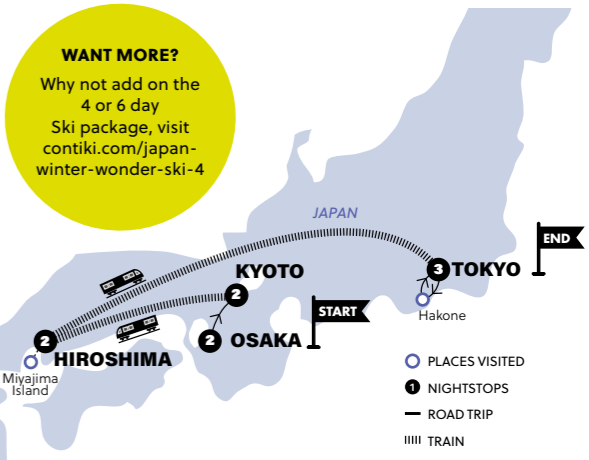 WANT MORE?
Why not add on the
4 or 6 day
Ski package, visit
contiki.com/japan-
winter-wonder-ski-4
JAPAN
END
3 TOKYO
KYOTO
2
Hakone
START
2 OSAKA
2
HIROSHIMA
Miyajima
Island
PLACES VISITED
1 NIGHTSTOPS
ROAD TRIP
TRAIN